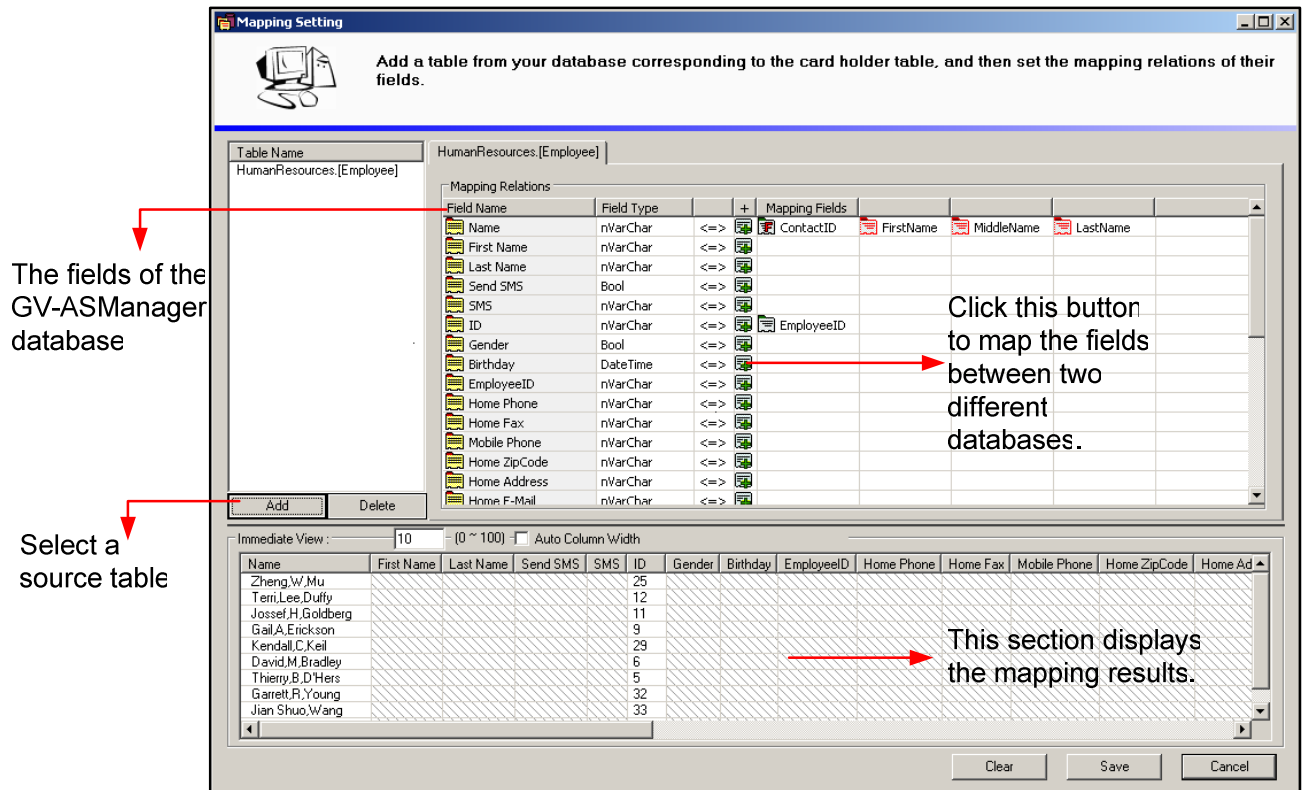 Mapping Setting
Add a table from your database corresponding to the card holder table, and then set the mapping relations of their
fields.
Table Name
HumanResources.[Employee]
HumanResources.[Employee]
Mapping Relations
Field Name Field Type + Mapping Fields
Name nVarChar <=> ContactID FirstName MiddleName LastName
First Name nVarChar <=>
Last Name nVarChar <=>
Send SMS Bool <=>
SMS nVarChar <=>
ID nVarChar <=> EmployeeID
Gender Bool <=>
Birthday DateTime <=>
EmployeeID nVarChar <=>
Home Phone nVarChar <=>
Home Fax nVarChar <=>
Mobile Phone nVarChar <=>
Home ZipCode nVarChar <=>
Home Address nVarChar <=>
Home E-Mail nVarChar <=>
The fields of the
GV-ASManager
database
Click this button
to map the fields
between two
different
databases.
Add Delete
Select a
source table
Immediate View : 10 (0 ~ 100) Auto Column Width
Name First Name Last Name Send SMS SMS ID Gender Birthday EmployeeID Home Phone Home Fax Mobile Phone Home ZipCode Home Ad
Zheng,W,Mu 25
Terri,Lee,Duffy 12
Jossef,H,Goldberg 11
Gail,A,Erickson 9
Kendall,C,Keil 29
David,M,Bradley 6
Thierry,B,D'Hers 5
Garrett,R,Young 32
Jian Shuo,Wang 33
This section displays
the mapping results.
Clear Save Cancel